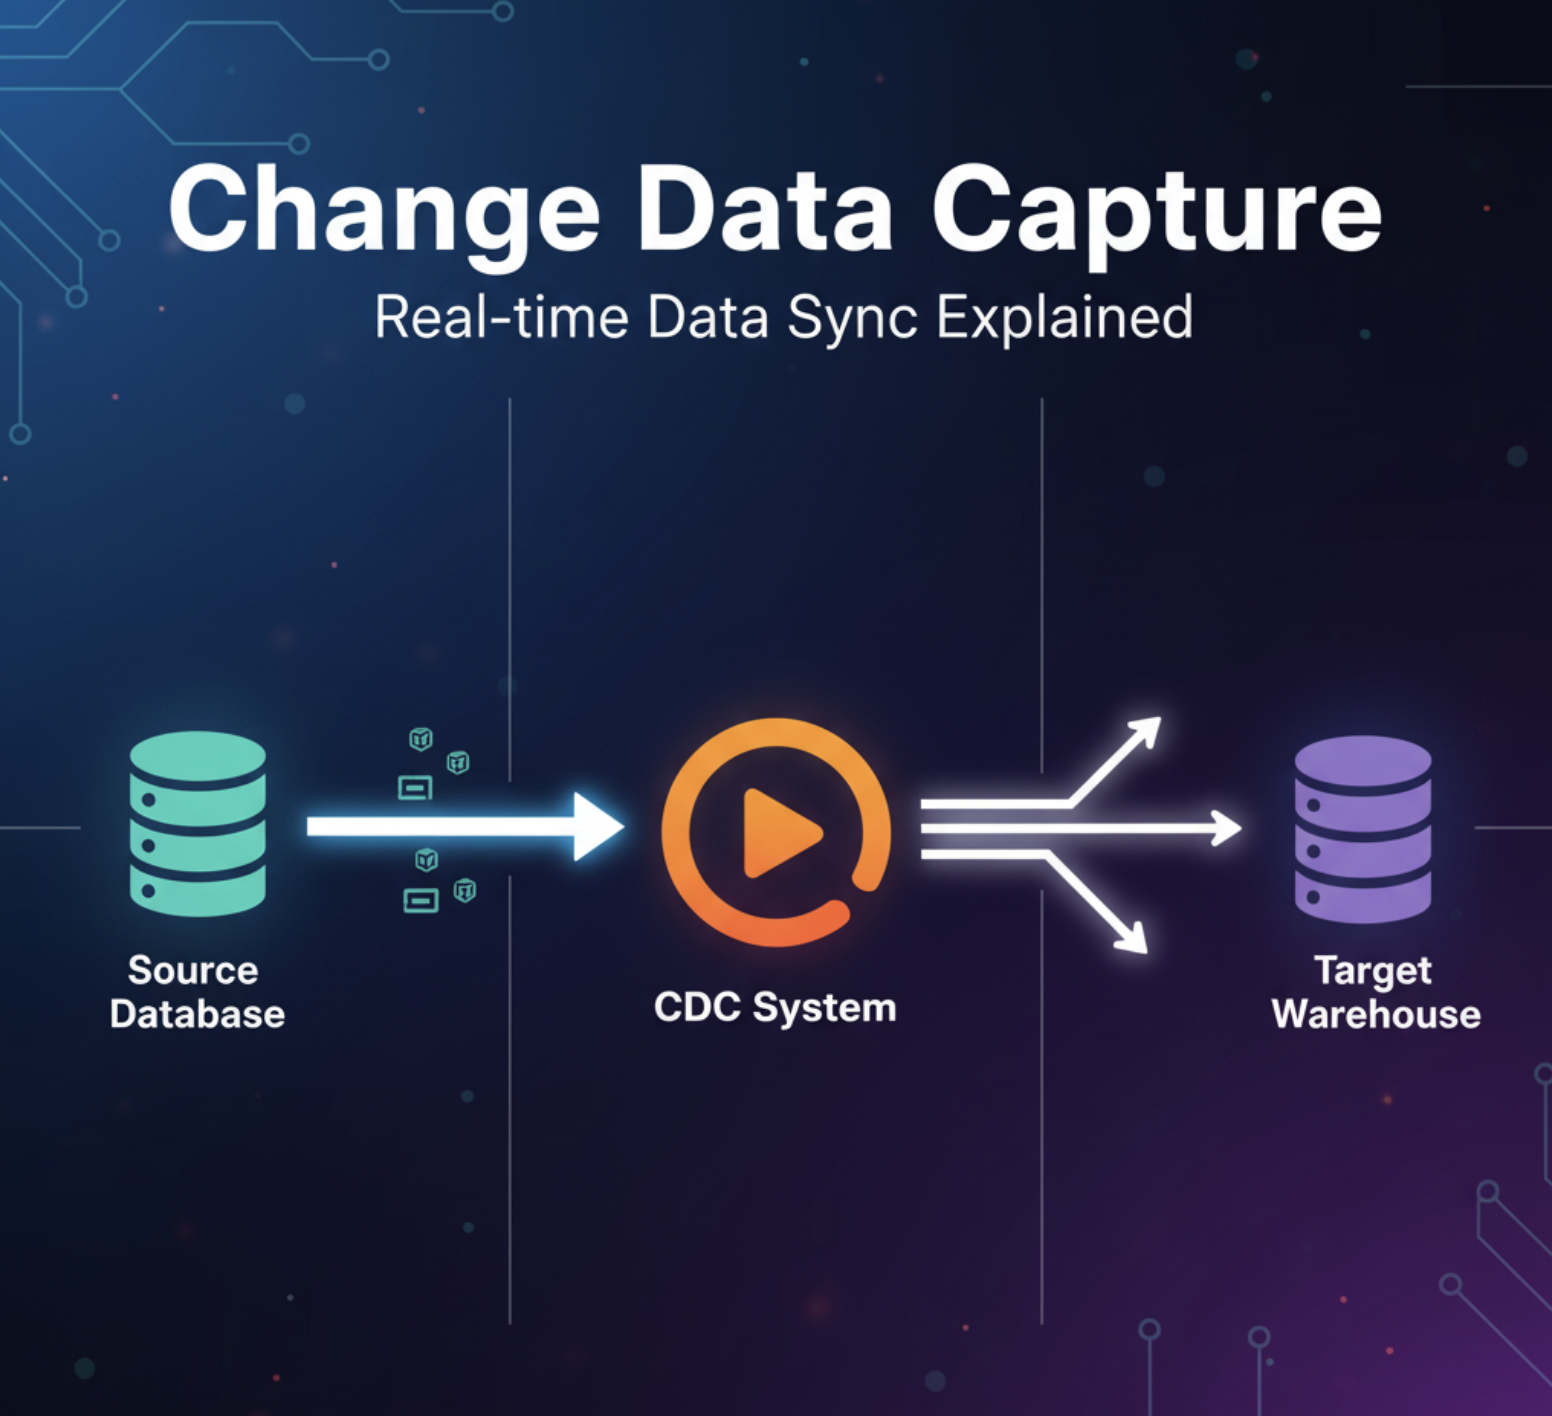 Change Data Capture
Real-time Data Sync Explained
Source
Database
CDC System
Target
Warehouse